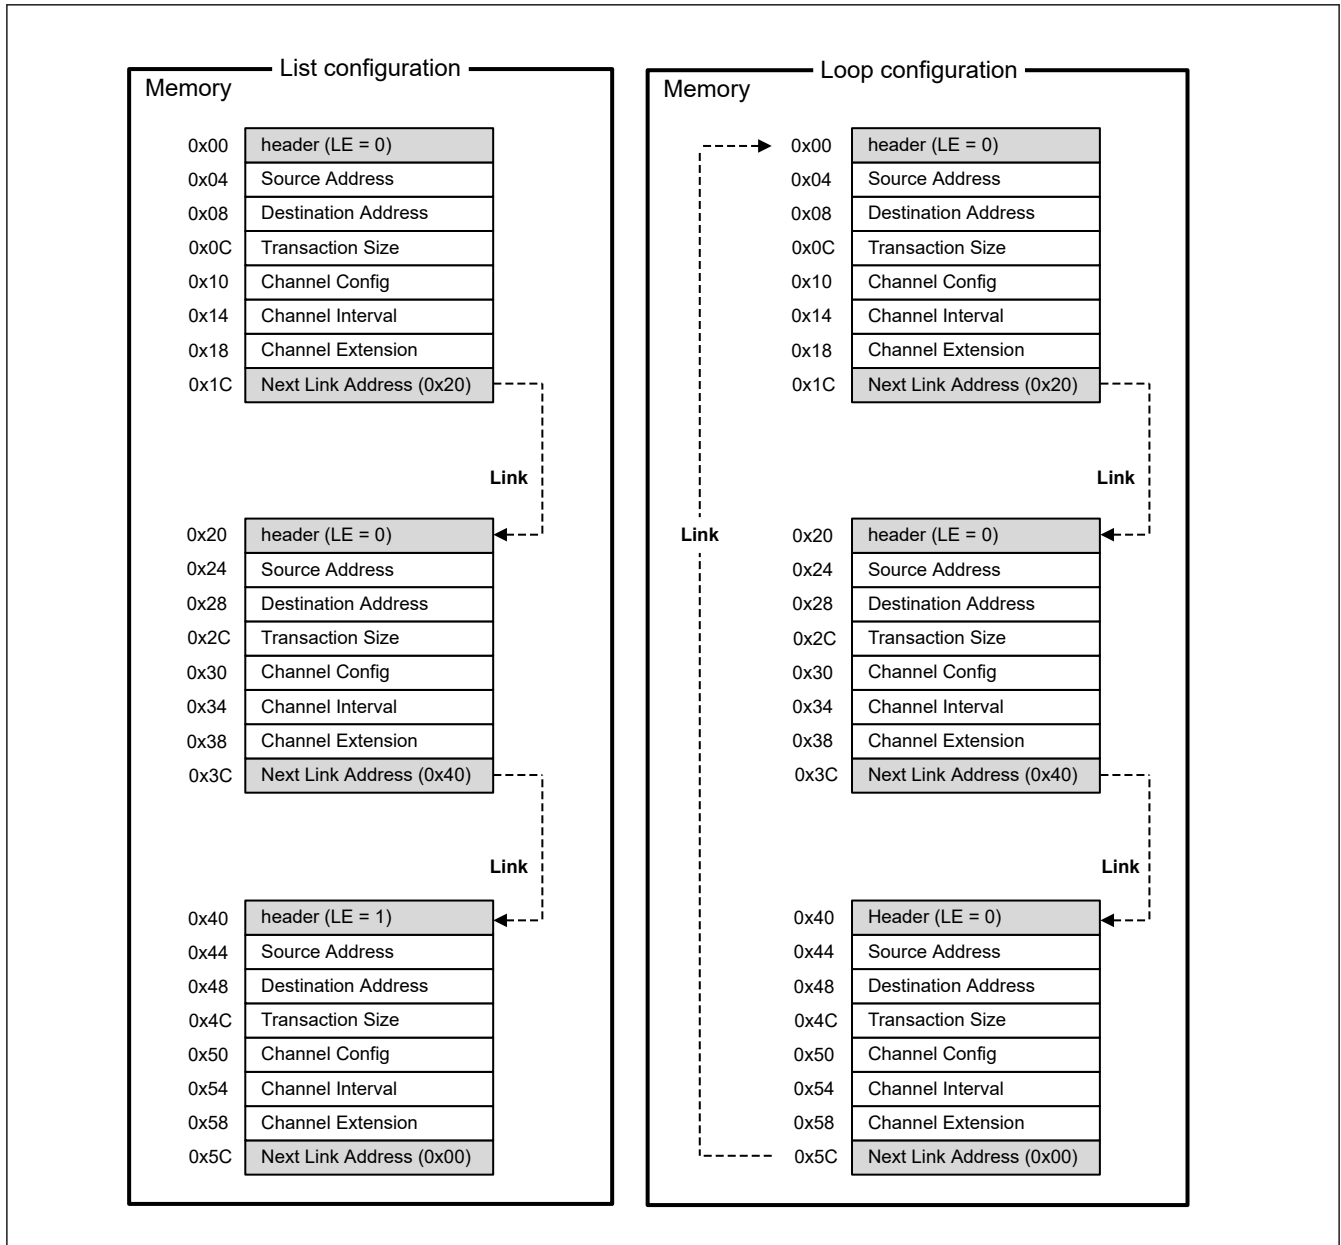 List configuration
Memory
0x00 header (LE = 0)
0x04 Source Address
0x08 Destination Address
0x0C Transaction Size
0x10 Channel Config
0x14 Channel Interval
0x18 Channel Extension
0x1C Next Link Address (0x20)
Link
0x20 header (LE = 0)
0x24 Source Address
0x28 Destination Address
0x2C Transaction Size
0x30 Channel Config
0x34 Channel Interval
0x38 Channel Extension
0x3C Next Link Address (0x40)
Link
0x40 header (LE = 1)
0x44 Source Address
0x48 Destination Address
0x4C Transaction Size
0x50 Channel Config
0x54 Channel Interval
0x58 Channel Extension
0x5C Next Link Address (0x00)
Loop configuration
Memory
0x00 header (LE = 0)
0x04 Source Address
0x08 Destination Address
0x0C Transaction Size
0x10 Channel Config
0x14 Channel Interval
0x18 Channel Extension
0x1C Next Link Address (0x20)
Link
Link
0x20 header (LE = 0)
0x24 Source Address
0x28 Destination Address
0x2C Transaction Size
0x30 Channel Config
0x34 Channel Interval
0x38 Channel Extension
0x3C Next Link Address (0x40)
Link
0x40 Header (LE = 0)
0x44 Source Address
0x48 Destination Address
0x4C Transaction Size
0x50 Channel Config
0x54 Channel Interval
0x58 Channel Extension
0x5C Next Link Address (0x00)